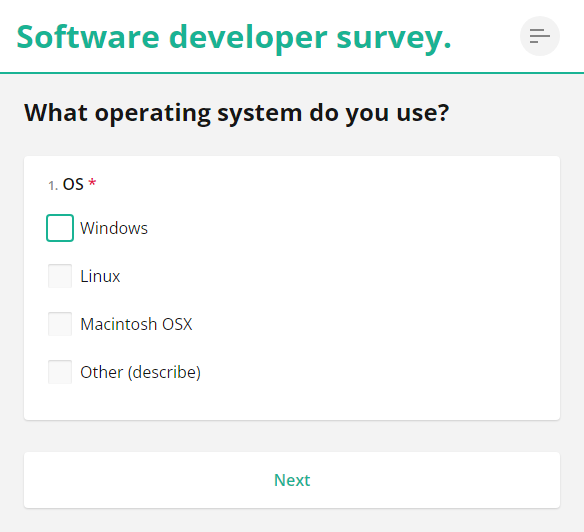 Software developer survey.
What operating system do you use?
1. OS *
Windows
Linux
Macintosh OSX
Other (describe)
Next